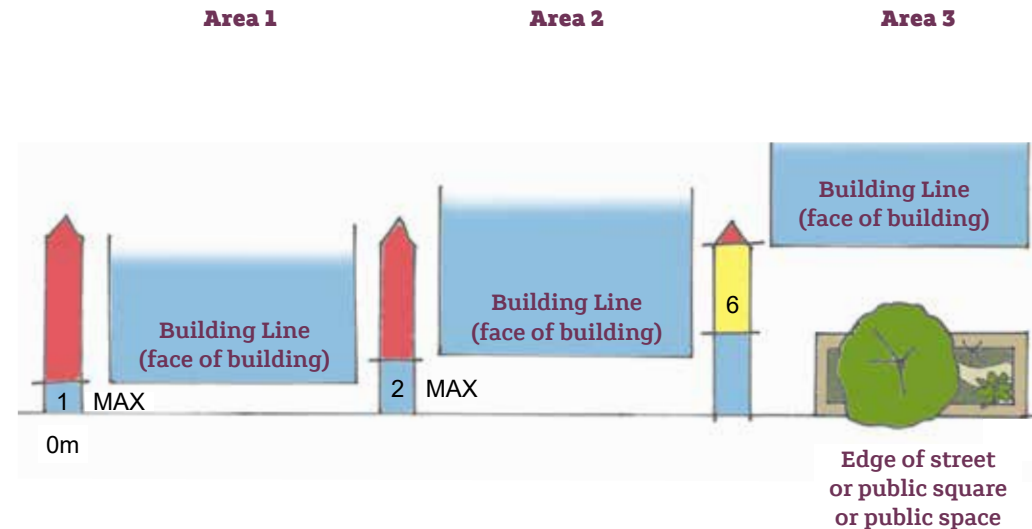 Area 1
Area 2
Area 3
Building Line
(face of building)
Building Line
(face of building)
Building Line
(face of building)
1 MAX
2 MAX
6
0m
Edge of street
or public square
or public space